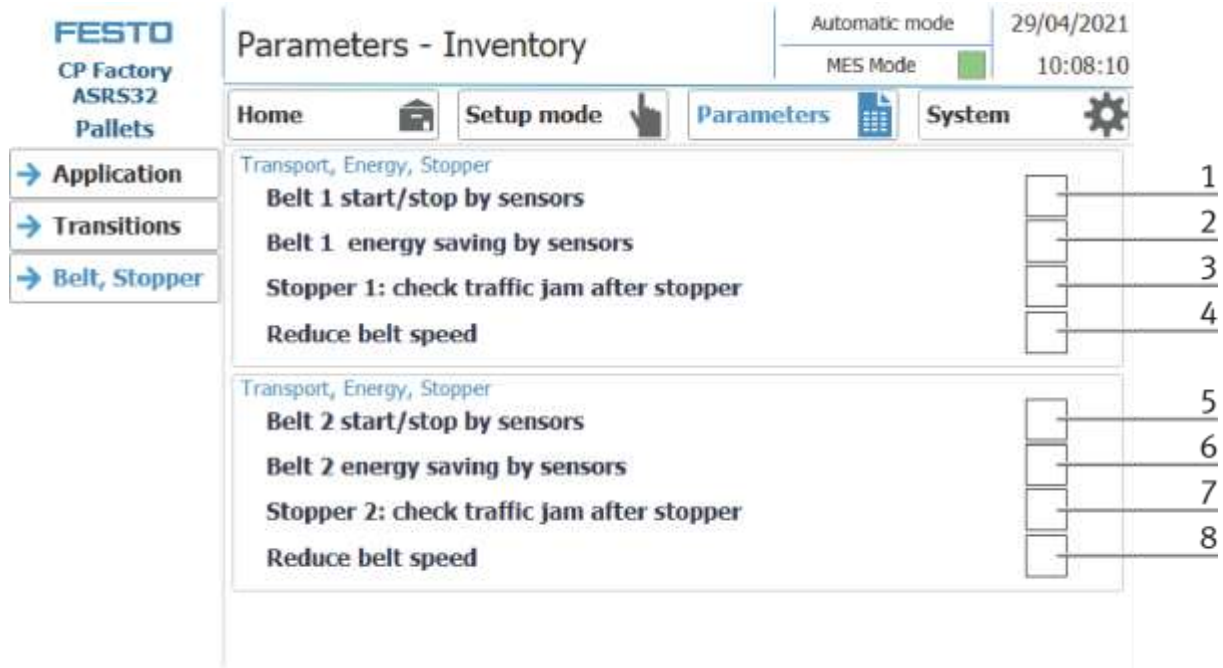 FESTO
CP Factory
ASRS32
Pallets
Parameters - Inventory
Automatic mode
MES Mode
29/04/2021
10:08:10
Home
Setup mode
Parameters
System
Application
Transitions
Belt, Stopper
Transport, Energy, Stopper
Belt 1 start/stop by sensors
Belt 1 energy saving by sensors
Stopper 1: check traffic jam after stopper
Reduce belt speed
1
2
3
4
Transport, Energy, Stopper
Belt 2 start/stop by sensors
Belt 2 energy saving by sensors
Stopper 2: check traffic jam after stopper
Reduce belt speed
5
6
7
8